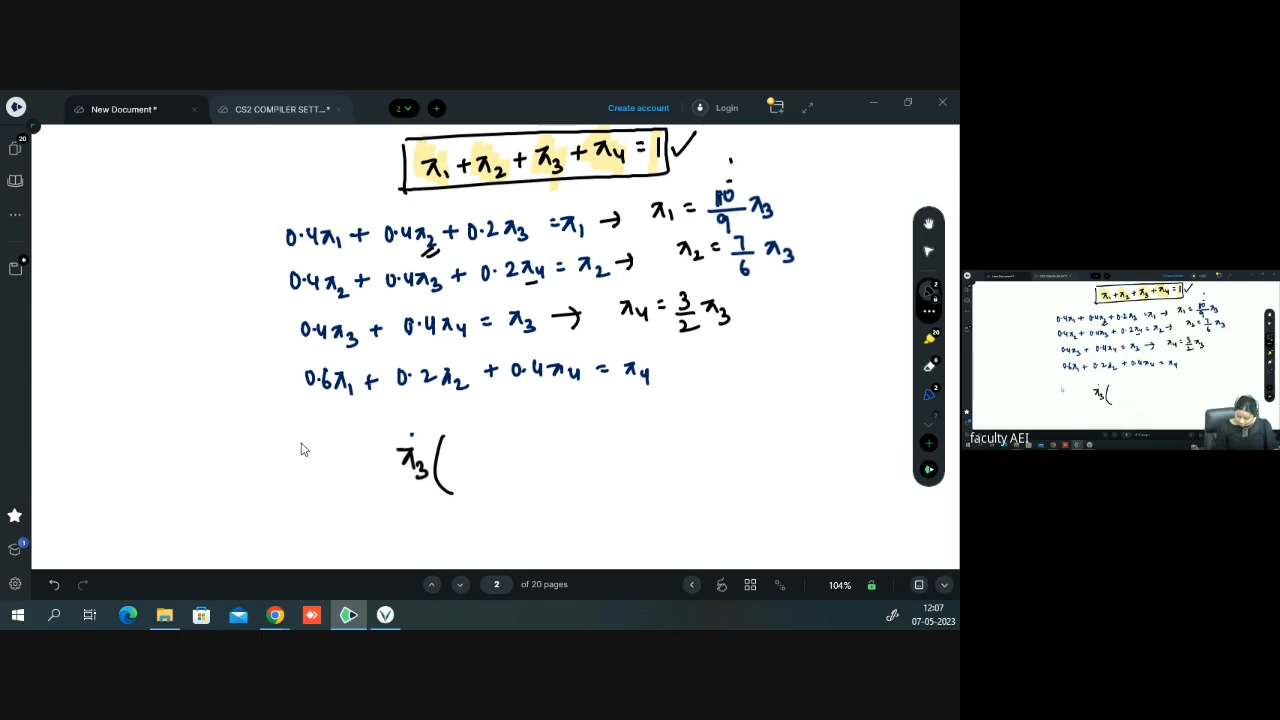 New Document*
CS2 COMPILER SETT...*
2
Create account
Login
20
π1 + π2 + π3 + π4 = 1 ✓
0.4π1 + 0.4π2 + 0.2π3 = π1 → π1 = 10/9 π3
0.4π2 + 0.4π3 + 0.2π4 = π2 → π2 = 7/6 π3
0.4π3 + 0.4π4 = π3 → π4 = 3/2 π3
0.6π1 + 0.2π2 + 0.4π4 = π4
π3 (
2 of 20 pages
104%
12:07
07-05-2023
faculty AEI